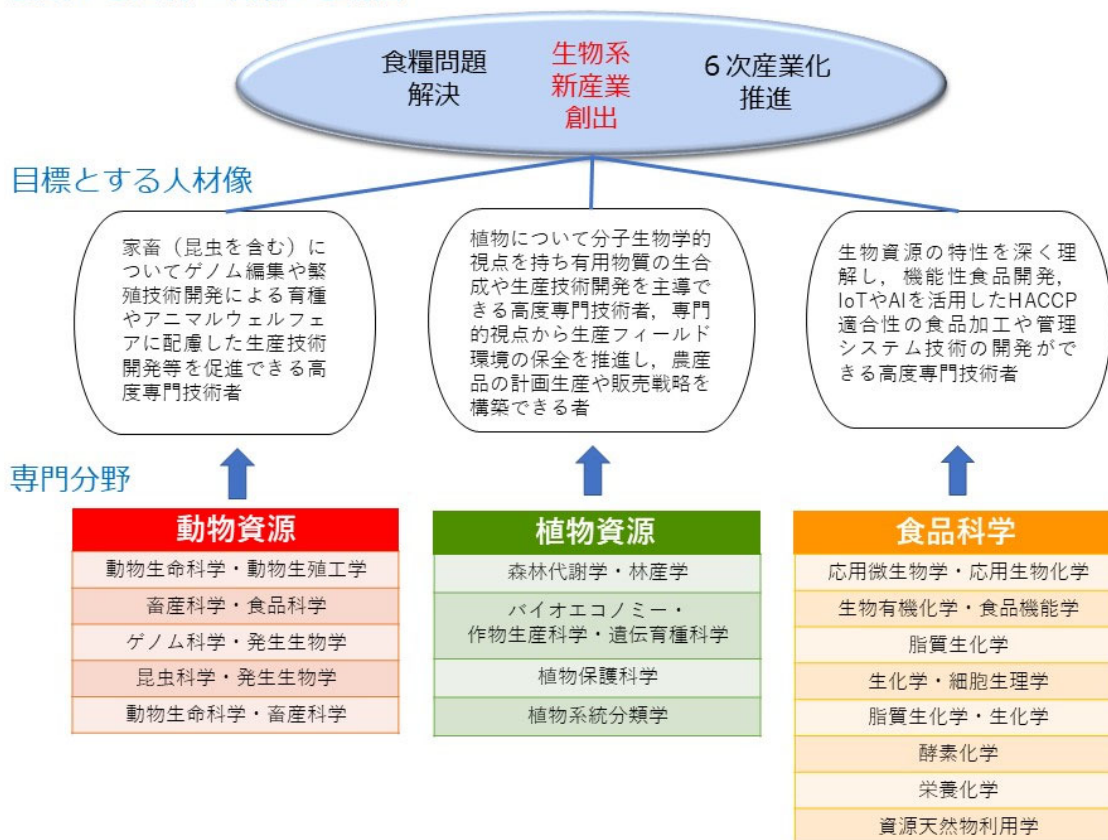 食糧問題
解決
生物系
新産業
創出
６次産業化
推進
目標とする人材像
家畜（昆虫を含む）に
ついてゲノム編集や繁
殖技術開発による育種
やアニマルウェルフェ
アに配慮した生産技術
開発等を促進できる高
度専門技術者
植物について分子生物学的
視点を持ち有用物質の生合
成や生産技術開発を主導で
きる高度専門技術者，専門
的視点から生産フィールド
環境の保全を推進し，農産
品の計画生産や販売戦略を
構築できる者
生物資源の特性を深く理
解し，機能性食品開発，
IoTやAIを活用したHACCP
適合性の食品加工や管理
システム技術の開発がで
きる高度専門技術者
専門分野
動物資源
動物生命科学・動物生殖工学
畜産科学・食品科学
ゲノム科学・発生生物学
昆虫科学・発生生物学
動物生命科学・畜産科学
植物資源
森林代謝学・林産学
バイオエコノミー・
作物生産科学・遺伝育種科学
植物保護科学
植物系統分類学
食品科学
応用微生物学・応用生物化学
生物有機化学・食品機能学
脂質生化学
生化学・細胞生理学
脂質生化学・生化学
酵素化学
栄養化学
資源天然物利用学